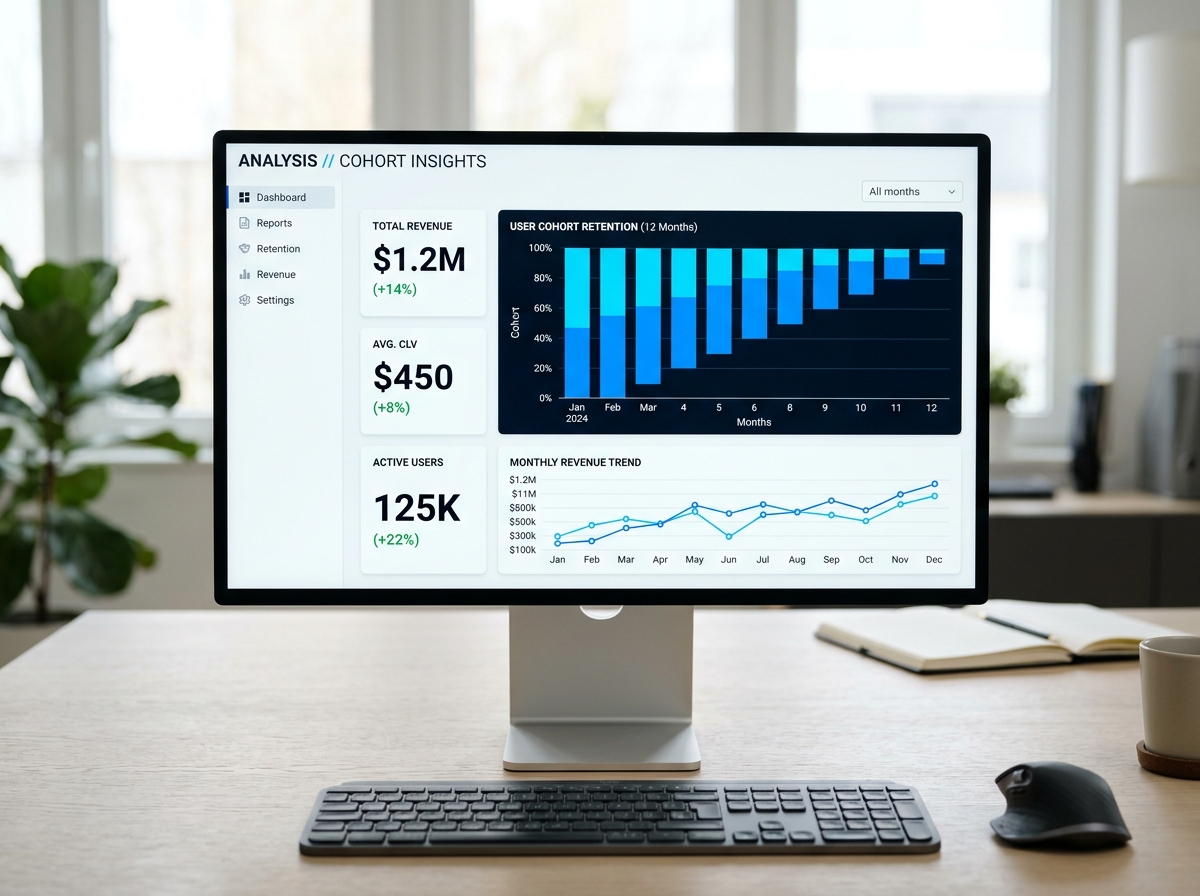 ANALYSIS // COHORT INSIGHTS
Dashboard
Reports
Retention
Revenue
Settings
All months
TOTAL REVENUE
$1.2M
(+14%)
AVG. CLV
$450
(+8%)
ACTIVE USERS
125K
(+22%)
USER COHORT RETENTION (12 Months)
Cohort
100%
80%
60%
40%
20%
0%
Jan Feb Mar 4 5 6 8 9 10 11 12
2024
Months
MONTHLY REVENUE TREND
$1.2M
$11M
$800k
$500k
$300k
$100k
Jan Feb Mar Apr May Jun Jul Aug Sep Oct Nov Dec